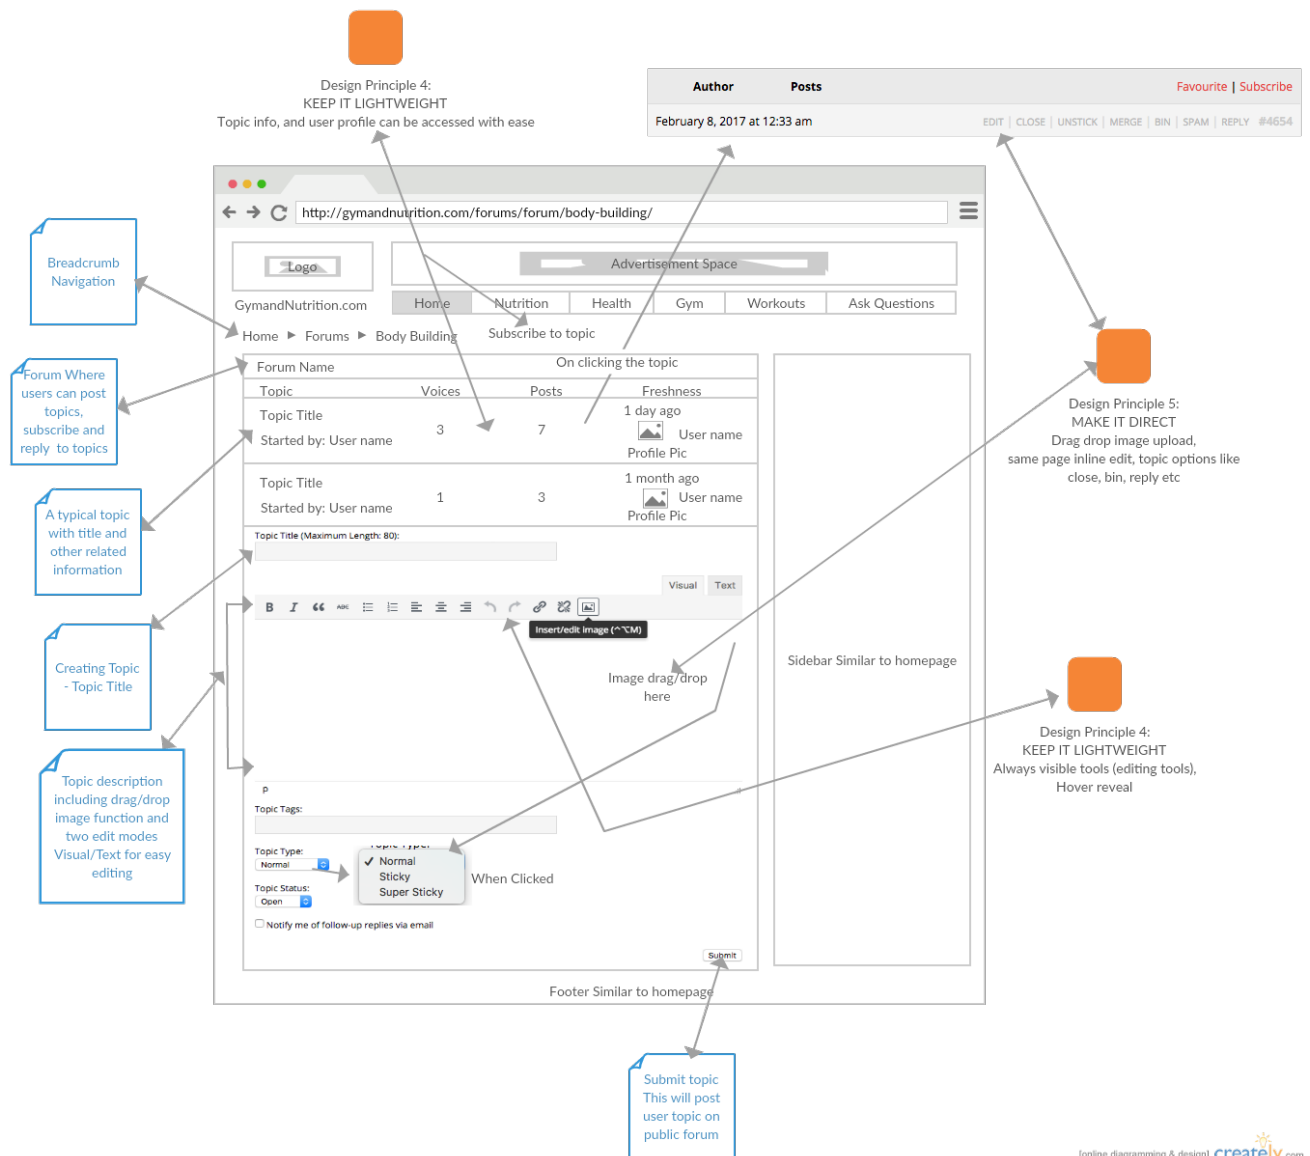 Design Principle 4:
KEEP IT LIGHTWEIGHT
Topic info, and user profile can be accessed with ease
Author Posts Favourite | Subscribe
February 8, 2017 at 12:33 am EDIT | CLOSE | UNSTICK | MERGE | BIN | SPAM | REPLY #4654
http://gymandnutrition.com/forums/forum/body-building/
Breadcrumb
Navigation
Logo
Advertisement Space
GymandNutrition.com
Home Nutrition Health Gym Workouts Ask Questions
Home Forums Body Building
Subscribe to topic
Forum Where
users can post
topics,
subscribe and
reply to topics
Forum Name
On clicking the topic
Topic Voices Posts Freshness
Topic Title
Started by: User name
3
7
1 day ago
User name
Profile Pic
Topic Title
Started by: User name
1
3
1 month ago
User name
Profile Pic
Design Principle 5:
MAKE IT DIRECT
Drag drop image upload,
same page inline edit, topic options like
close, bin, reply etc
A typical topic
with title and
other related
information
Topic Title (Maximum Length: 80):
Visual Text
B I ABC
Insert/edit image (^⌥M)
Creating Topic
- Topic Title
Image drag/drop
here
Sidebar Similar to homepage
Design Principle 4:
KEEP IT LIGHTWEIGHT
Always visible tools (editing tools),
Hover reveal
Topic description
including drag/drop
image function and
two edit modes
Visual/Text for easy
editing
p
Topic Tags:
Topic Type:
Normal
Topic Type:
✓ Normal
Sticky
Super Sticky
When Clicked
Topic Status:
Open
Notify me of follow-up replies via email
Submit
Footer Similar to homepage
Submit topic
This will post
user topic on
public forum
[online diagramming & design] creately.com